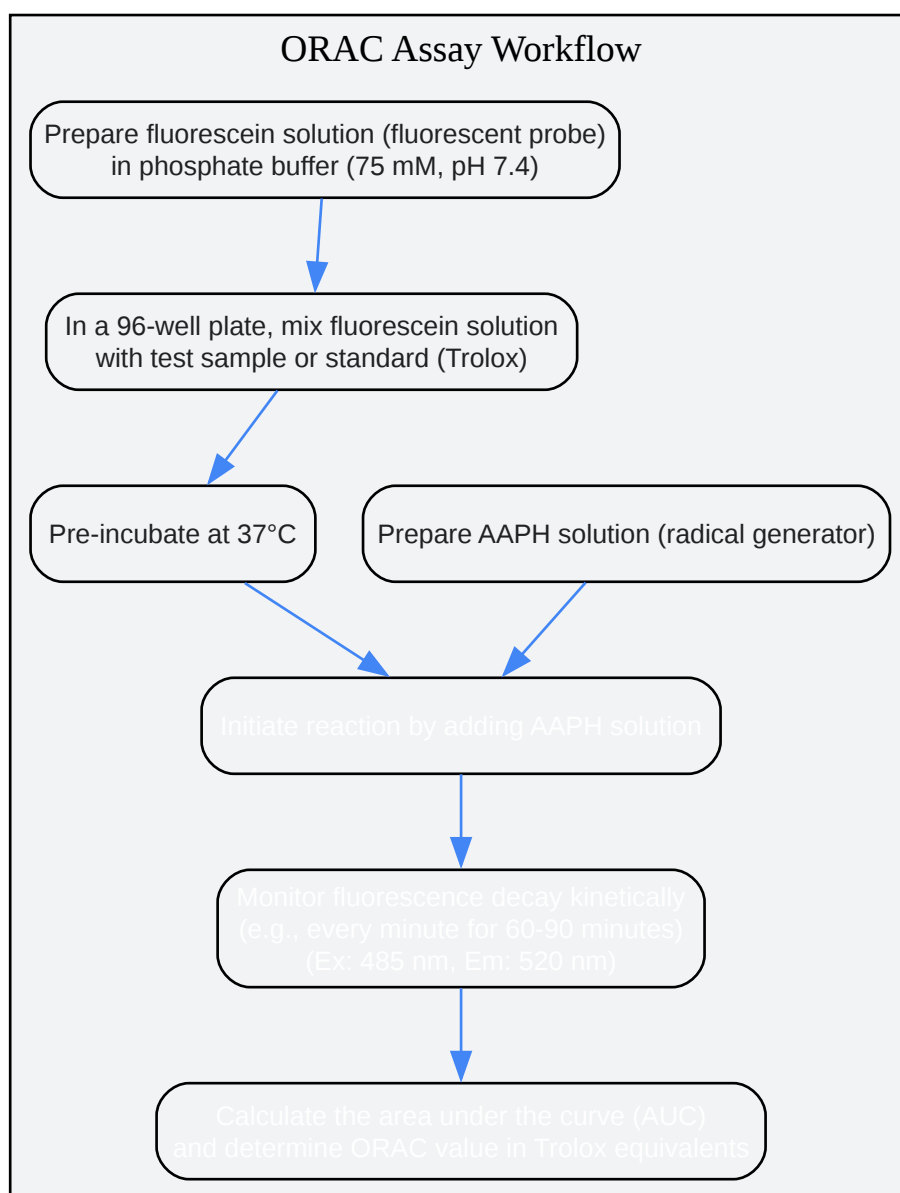 ORAC Assay Workflow
Prepare fluorescein solution (fluorescent probe)
in phosphate buffer (75 mM, pH 7.4)
In a 96-well plate, mix fluorescein solution
with test sample or standard (Trolox)
Pre-incubate at 37°C
Prepare AAPH solution (radical generator)
Initiate reaction by adding AAPH solution
Monitor fluorescence decay kinetically
(e.g., every minute for 60-90 minutes)
(Ex: 485 nm, Em: 520 nm)
Calculate the area under the curve (AUC)
and determine ORAC value in Trolox equivalents